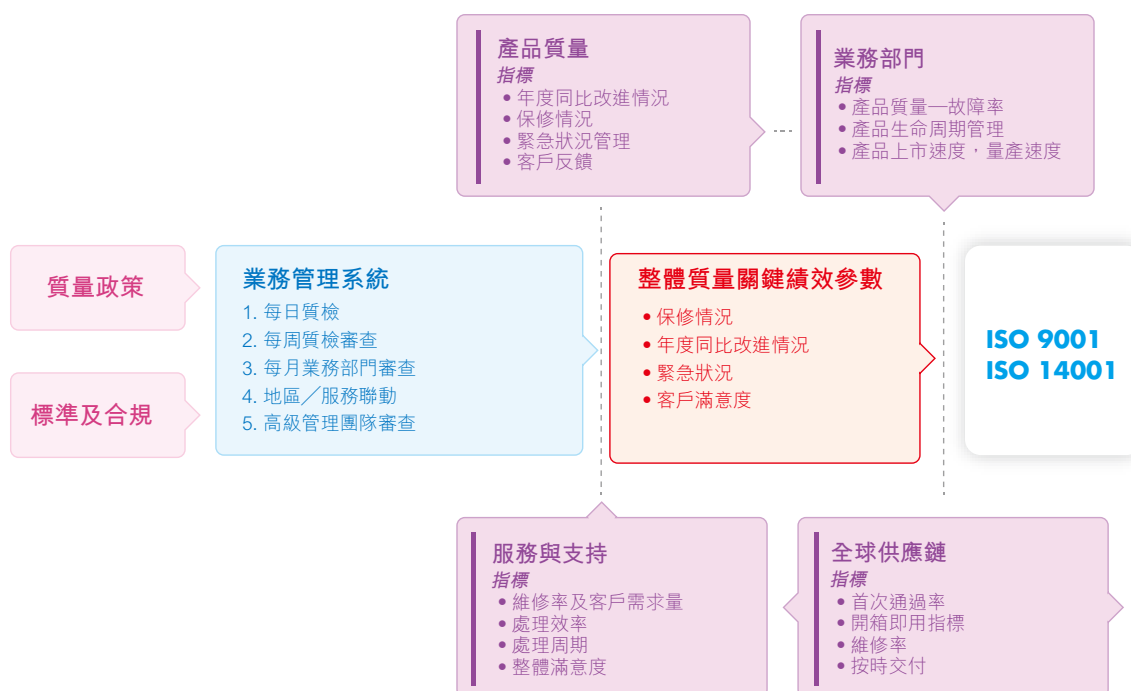 產品質量
指標
• 年度同比改進情況
• 保修情況
• 緊急狀況管理
• 客戶反饋
業務部門
指標
• 產品質量—故障率
• 產品生命周期管理
• 產品上市速度，量產速度
質量政策
標準及合規
業務管理系統
1. 每日質檢
2. 每周質檢審查
3. 每月業務部門審查
4. 地區／服務聯動
5. 高級管理團隊審查
整體質量關鍵績效參數
• 保修情況
• 年度同比改進情況
• 緊急狀況
• 客戶滿意度
ISO 9001
ISO 14001
服務與支持
指標
• 維修率及客戶需求量
• 處理效率
• 處理周期
• 整體滿意度
全球供應鏈
指標
• 首次通過率
• 開箱即用指標
• 維修率
• 按時交付